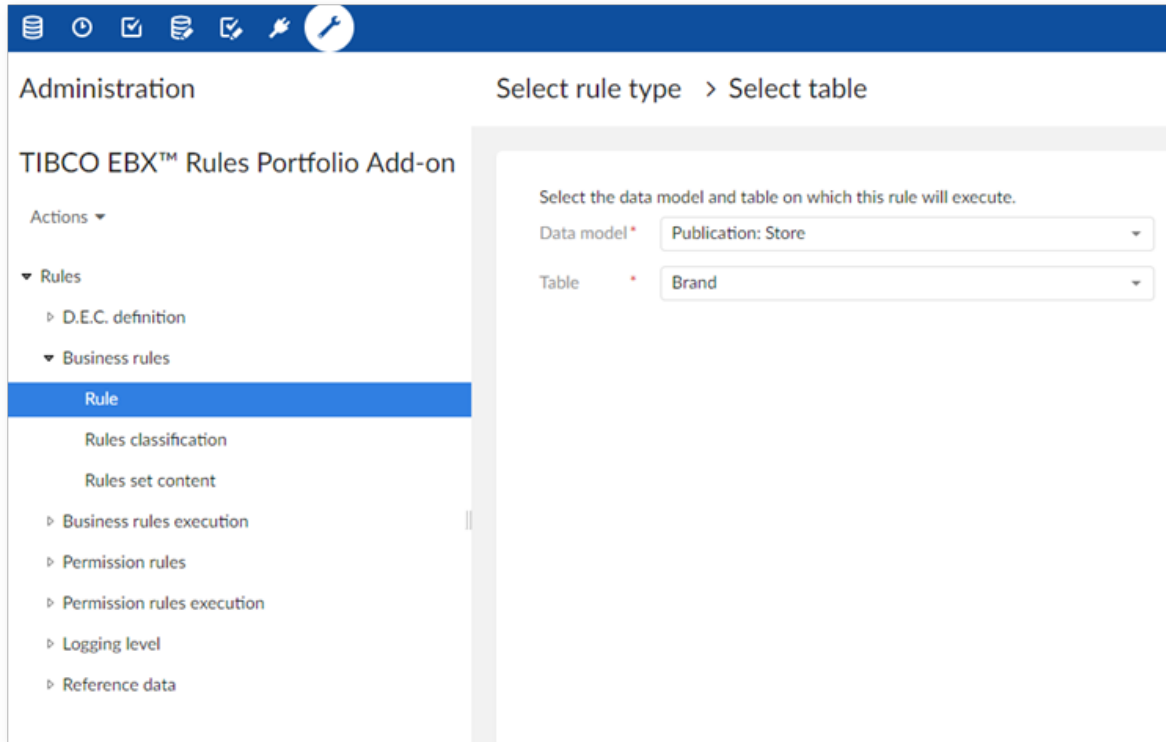 Administration
Select rule type > Select table
TIBCO EBX™ Rules Portfolio Add-on
Actions
Rules
D.E.C. definition
Business rules
Rule
Rules classification
Rules set content
Business rules execution
Permission rules
Permission rules execution
Logging level
Reference data
Select the data model and table on which this rule will execute.
Data model* Publication: Store
Table * Brand